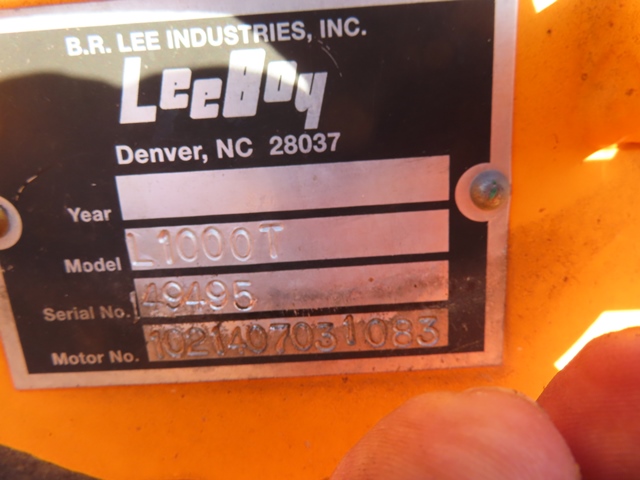 B.R. LEE INDUSTRIES, INC.
LeeBoy
Denver, NC 28037
Year
Model L1000T
Serial No. 49495
Motor No. 1021407031083